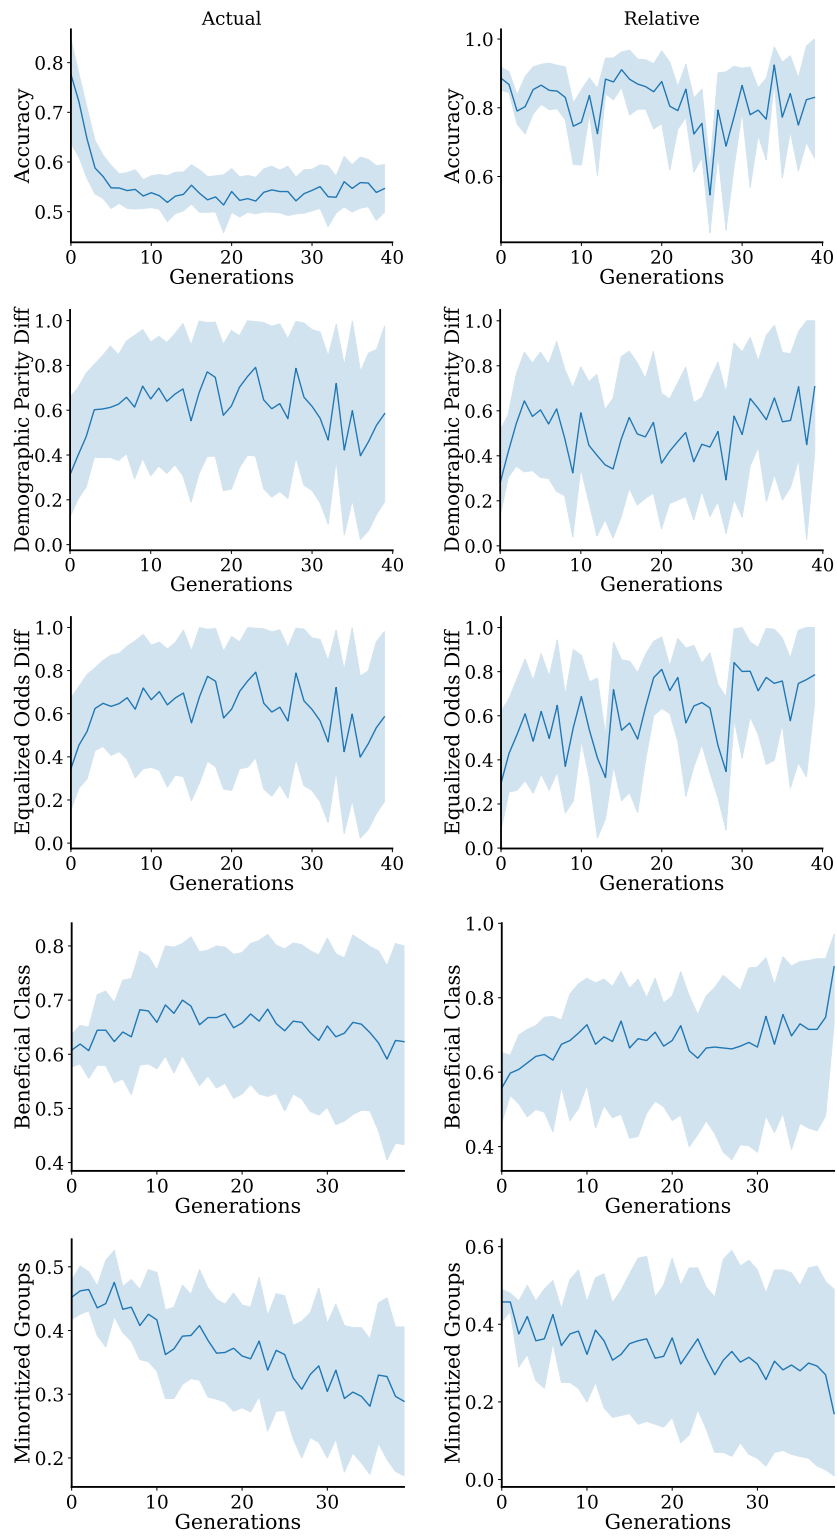 Actual
Relative
Accuracy
0.8
0.7
0.6
0.5
0 10 20 30 40
Generations
Accuracy
1.0
0.8
0.6
0 10 20 30 40
Generations
Demographic Parity Diff
1.0
0.8
0.6
0.4
0.2
0.0
0 10 20 30 40
Generations
Demographic Parity Diff
1.0
0.8
0.6
0.4
0.2
0.0
0 10 20 30 40
Generations
Equalized Odds Diff
1.0
0.8
0.6
0.4
0.2
0.0
0 10 20 30 40
Generations
Equalized Odds Diff
1.0
0.8
0.6
0.4
0.2
0.0
0 10 20 30 40
Generations
Beneficial Class
0.8
0.7
0.6
0.5
0.4
0 10 20 30
Generations
Beneficial Class
1.0
0.8
0.6
0.4
0 10 20 30
Generations
Minoritized Groups
0.5
0.4
0.3
0.2
0 10 20 30
Generations
Minoritized Groups
0.6
0.4
0.2
0.0
0 10 20 30
Generations